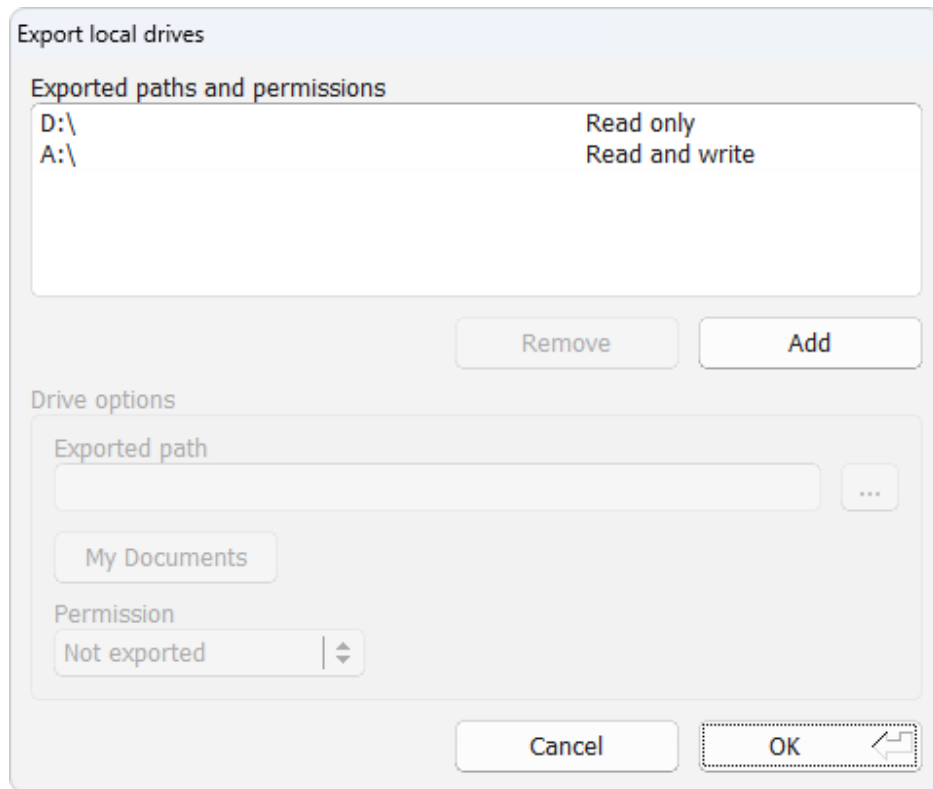 Export local drives
Exported paths and permissions
D:\ Read only
A:\ Read and write
Remove Add
Drive options
Exported path
...
My Documents
Permission
Not exported
Cancel OK